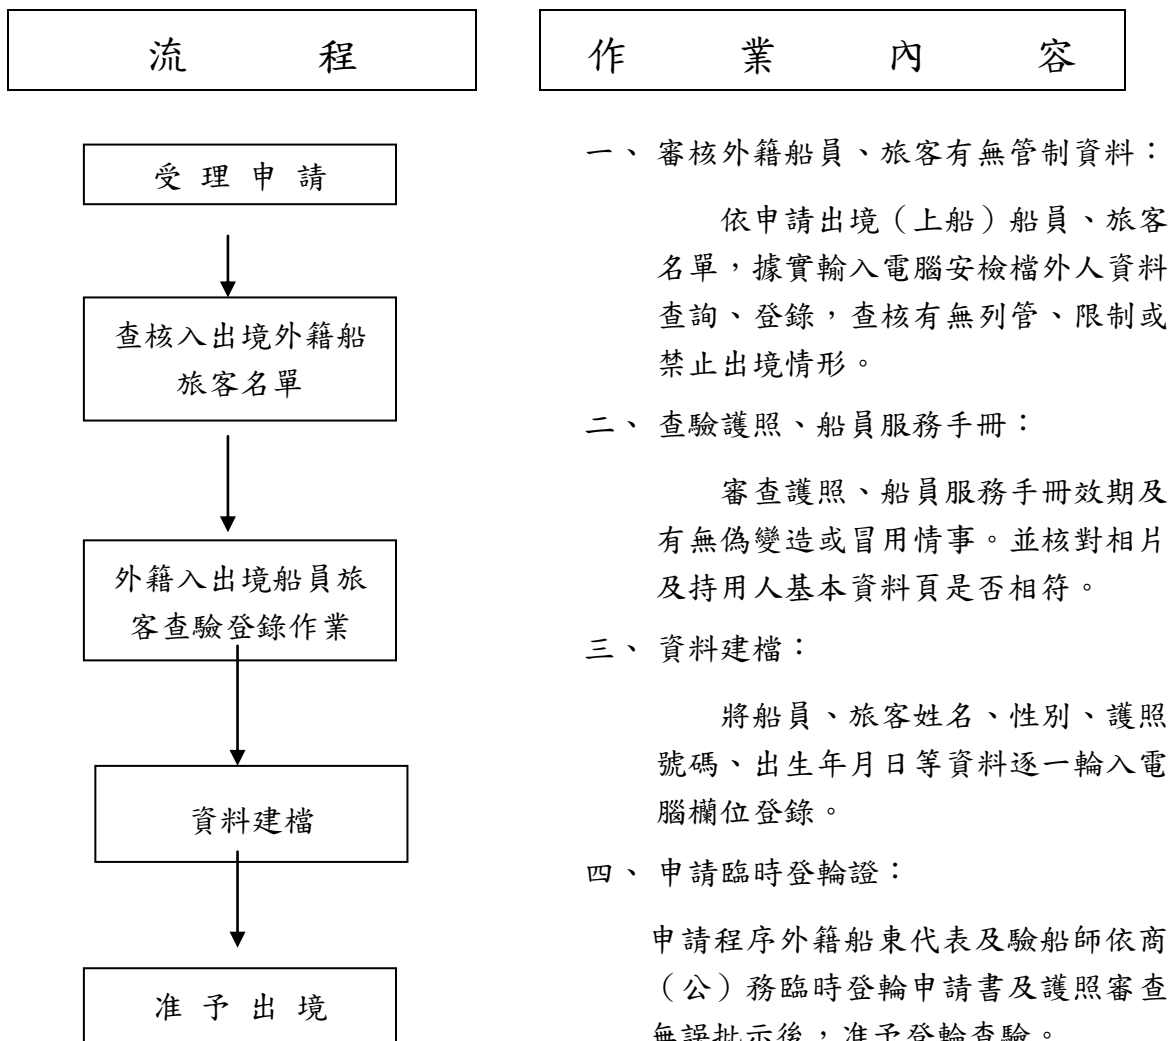 流程
受理申請
查核入出境外籍船
旅客名單
外籍入出境船員旅
客查驗登錄作業
資料建檔
准予出境
作業內容
一、審核外籍船員、旅客有無管制資料：
依申請出境（上船）船員、旅客
名單，據實輸入電腦安檢檔外人資料
查詢、登錄，查核有無列管、限制或
禁止出境情形。
二、查驗護照、船員服務手冊：
審查護照、船員服務手冊效期及
有無偽變造或冒用情事。並核對相片
及持用人基本資料頁是否相符。
三、資料建檔：
將船員、旅客姓名、性別、護照
號碼、出生年月日等資料逐一輪入電
腦欄位登錄。
四、申請臨時登輪證：
申請程序外籍船東代表及驗船師依商
（公）務臨時登輪申請書及護照審查
無誤批示後，准予登輪查驗。